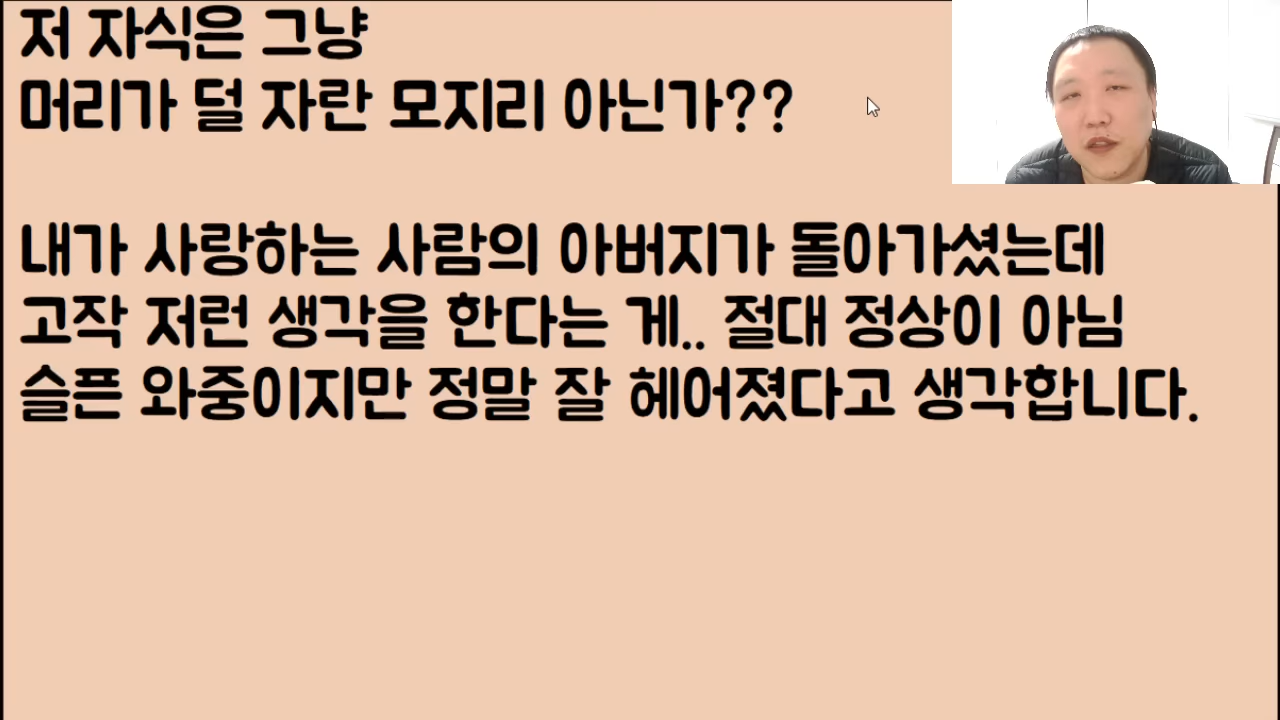 저 자식은 그냥
머리가 덜 자란 모지리 아닌가??
내가 사랑하는 사람의 아버지가 돌아가셨는데
고작 저런 생각을 한다는 게.. 절대 정상이 아님
슬픈 와중이지만 정말 잘 헤어졌다고 생각합니다.